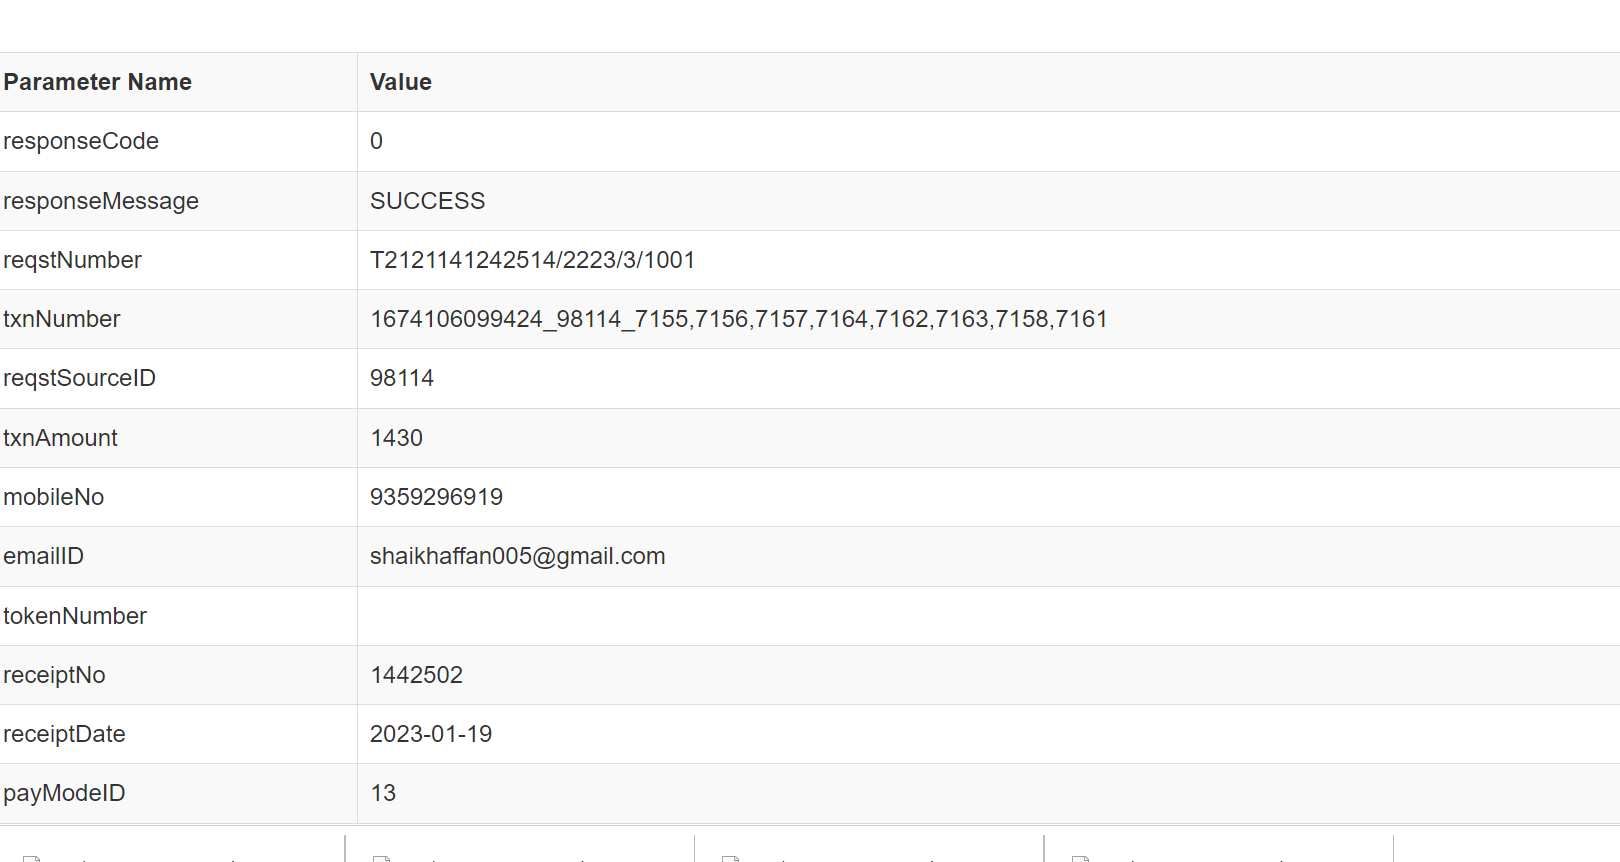 Parameter Name Value
responseCode 0
responseMessage SUCCESS
reqstNumber T2121141242514/2223/3/1001
txnNumber 1674106099424_98114_7155,7156,7157,7164,7162,7163,7158,7161
reqstSourceID 98114
txnAmount 1430
mobileNo 9359296919
emailID shaikhaffan005@gmail.com
tokenNumber
receiptNo 1442502
receiptDate 2023-01-19
payModeID 13